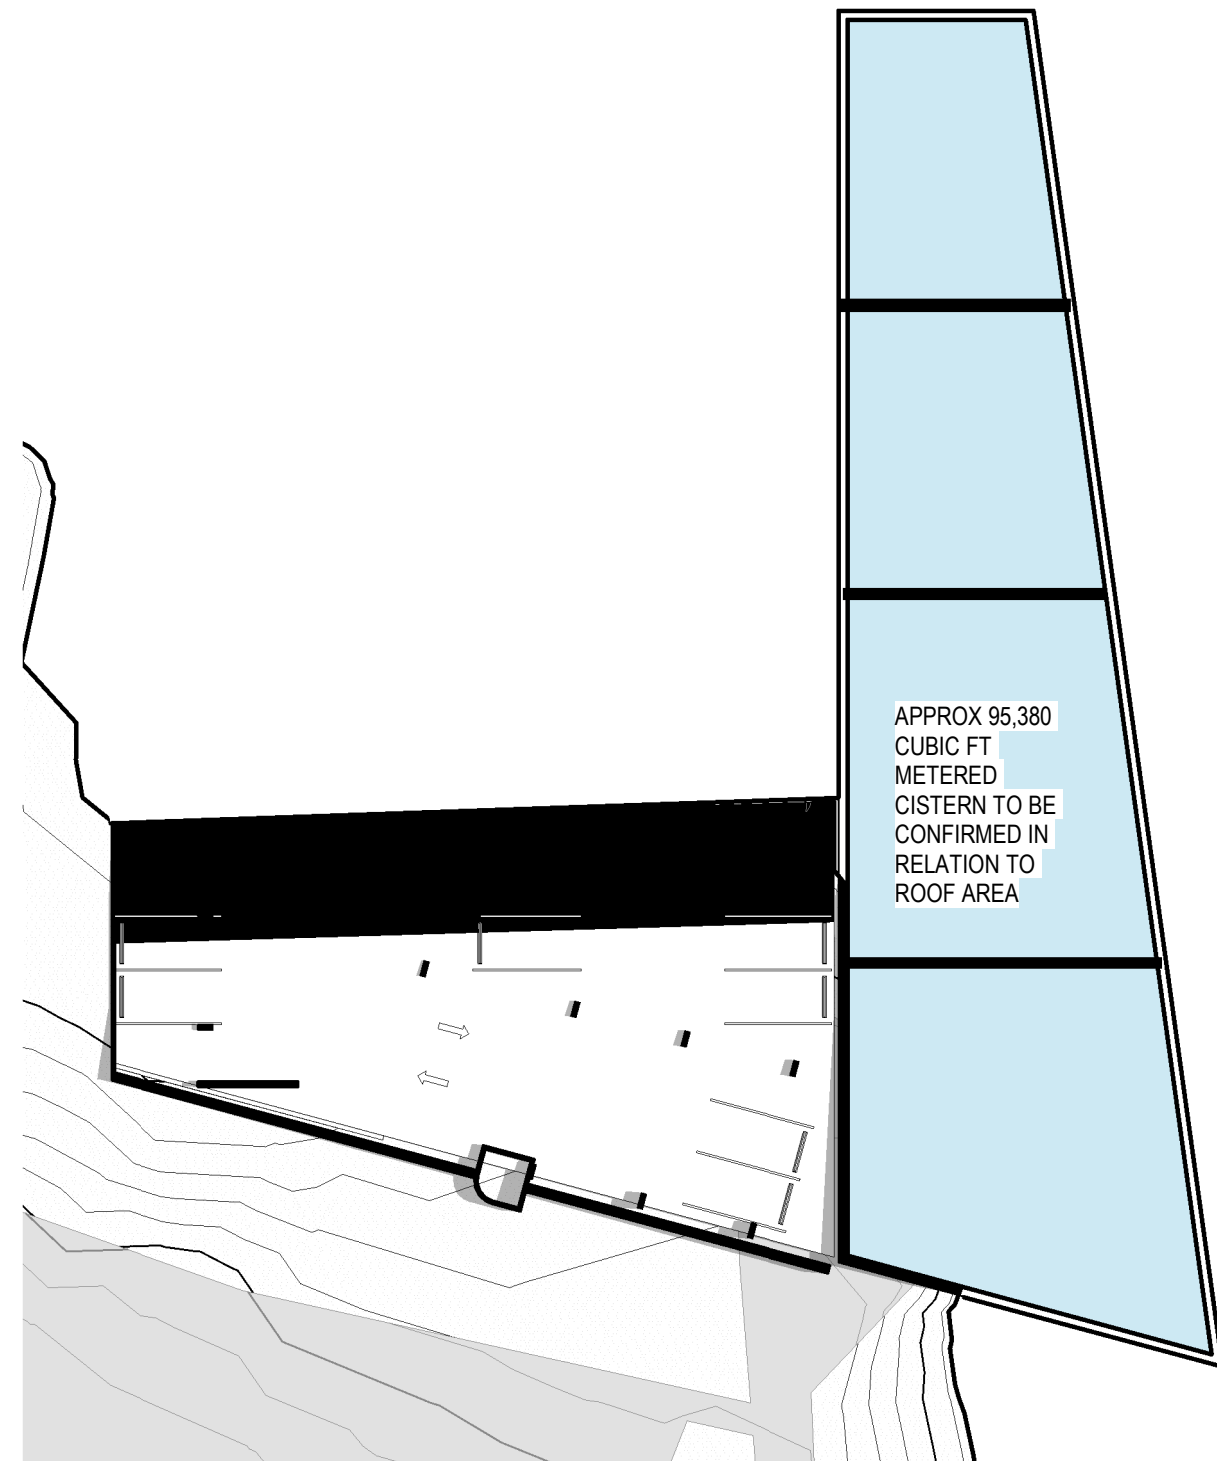 APPROX 95,380
CUBIC FT
METERED
CISTERN TO BE
CONFIRMED IN
RELATION TO
ROOF AREA